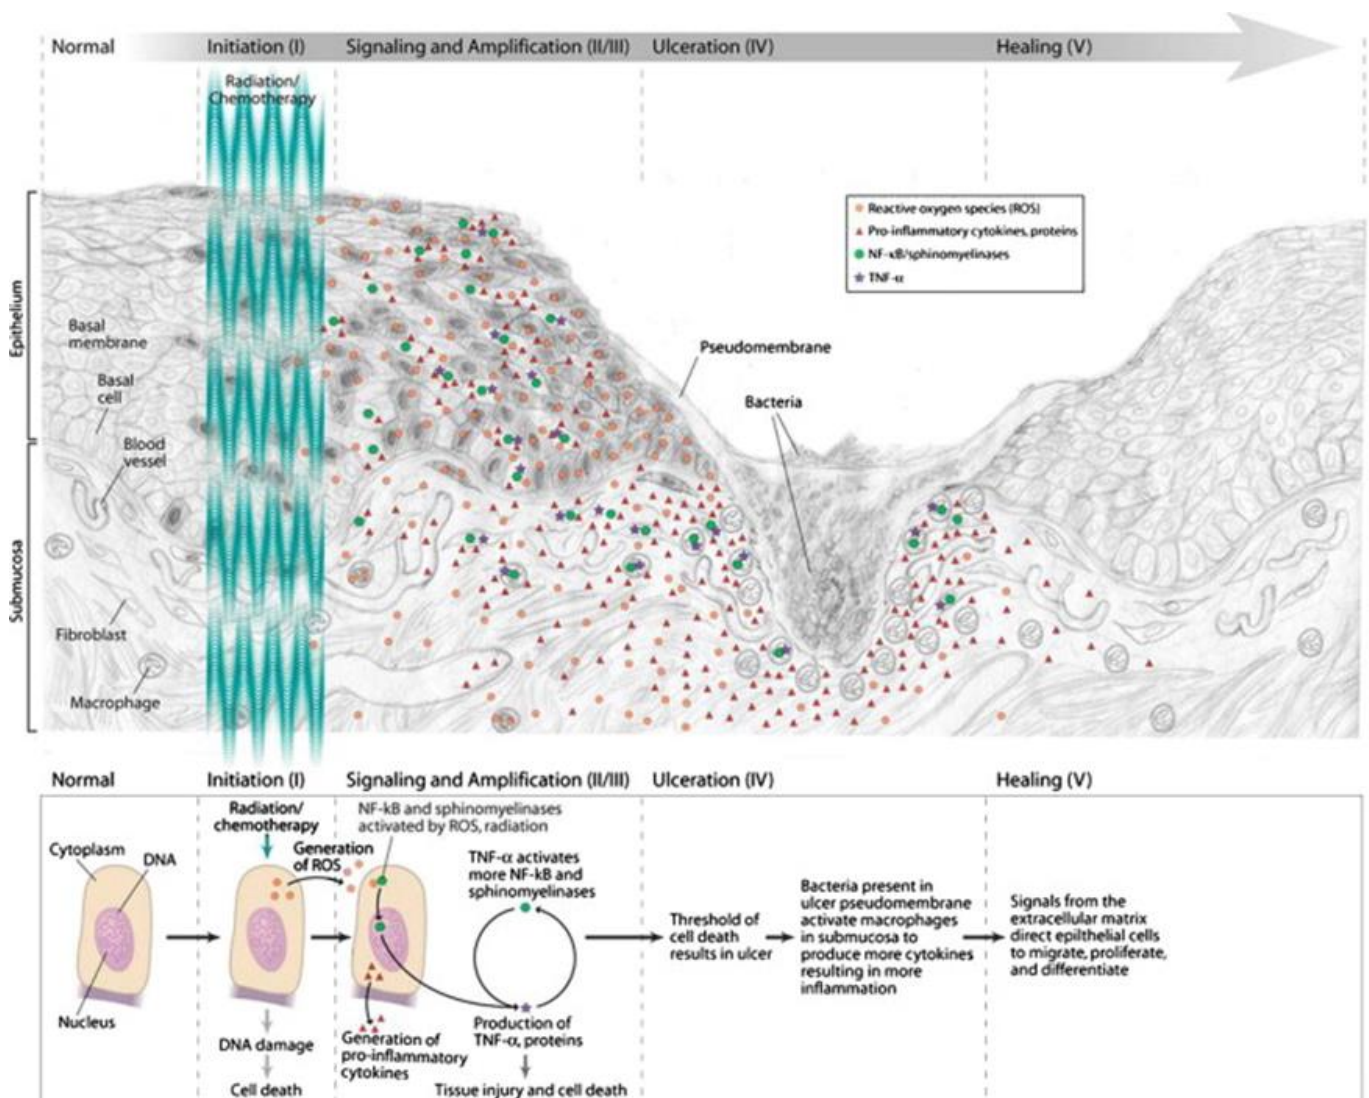 Normal
Initiation (I)
Signaling and Amplification (II/III)
Ulceration (IV)
Healing (V)
Radiation/
Chemotherapy
Reactive oxygen species (ROS)
Pro-inflammatory cytokines, proteins
NF-κB/sphinomyelinases
TNF-α
Epithelium
Basal
membrane
Basal
cell
Blood
vessel
Pseudomembrane
Bacteria
Submucosa
Fibroblast
Macrophage
Normal
Initiation (I)
Signaling and Amplification (II/III)
Ulceration (IV)
Healing (V)
Cytoplasm
DNA
Nucleus
Radiation/
chemotherapy
Generation
of ROS
DNA damage
Cell death
NF-kB and sphinomyelinases
activated by ROS, radiation
TNF-α activates
more NF-kB and
sphinomyelinases
Generation of
pro-inflammatory
cytokines
Production of
TNF-α, proteins
Tissue injury and cell death
Threshold of
cell death
results in ulcer
Bacteria present in
ulcer pseudomembrane
activate macrophages
in submucosa to
produce more cytokines
resulting in more
inflammation
Signals from the
extracellular matrix
direct epilthelial cells
to migrate, proliferate,
and differentiate